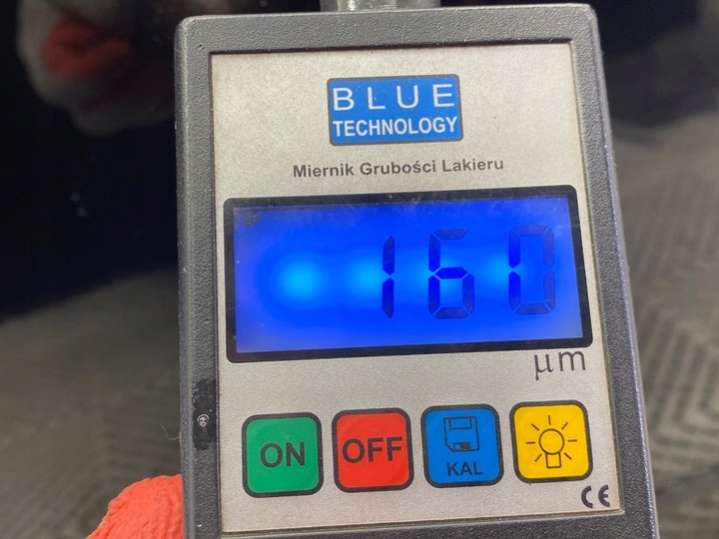 BLUE
TECHNOLOGY
Miernik Grubości Lakieru
160
µm
ON
OFF
KAL
CE